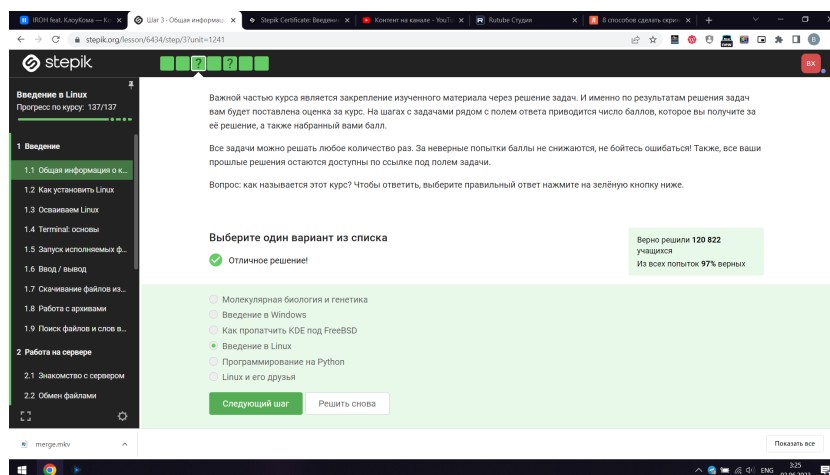 IROH feat. КлоуКома — Ко
Шаг 3 - Общая информаци
Stepik Certificate: Введени
Контент на канале - YouTu
Rutube Студия
8 способов сделать скрин
stepik.org/lesson/6434/step/3?unit=1241
stepik
?
?
BX
Введение в Linux
Прогресс по курсу: 137/137
1 Введение
1.1 Общая информация о к...
1.2 Как установить Linux
1.3 Осваиваем Linux
1.4 Terminal: основы
1.5 Запуск исполняемых ф...
1.6 Ввод / вывод
1.7 Скачивание файлов из...
1.8 Работа с архивами
1.9 Поиск файлов и слов в...
2 Работа на сервере
2.1 Знакомство с сервером
2.2 Обмен файлами
Важной частью курса является закрепление изученного материала через решение задач. И именно по результатам решения задач
вам будет поставлена оценка за курс. На шагах с задачами рядом с полем ответа приводится число баллов, которое вы получите за
её решение, а также набранный вами балл.
Все задачи можно решать любое количество раз. За неверные попытки баллы не снижаются, не бойтесь ошибаться! Также, все ваши
прошлые решения остаются доступны по ссылке под полем задачи.
Вопрос: как называется этот курс? Чтобы ответить, выберите правильный ответ нажмите на зелёную кнопку ниже.
Выберите один вариант из списка
Отличное решение!
Верно решили 120 822
учащихся
Из всех попыток 97% верных
Молекулярная биология и генетика
Введение в Windows
Как пропатчить KDE под FreeBSD
Введение в Linux
Программирование на Python
Linux и его друзья
Следующий шаг
Решить снова
merge.mkv
Показать все
ENG
3:25